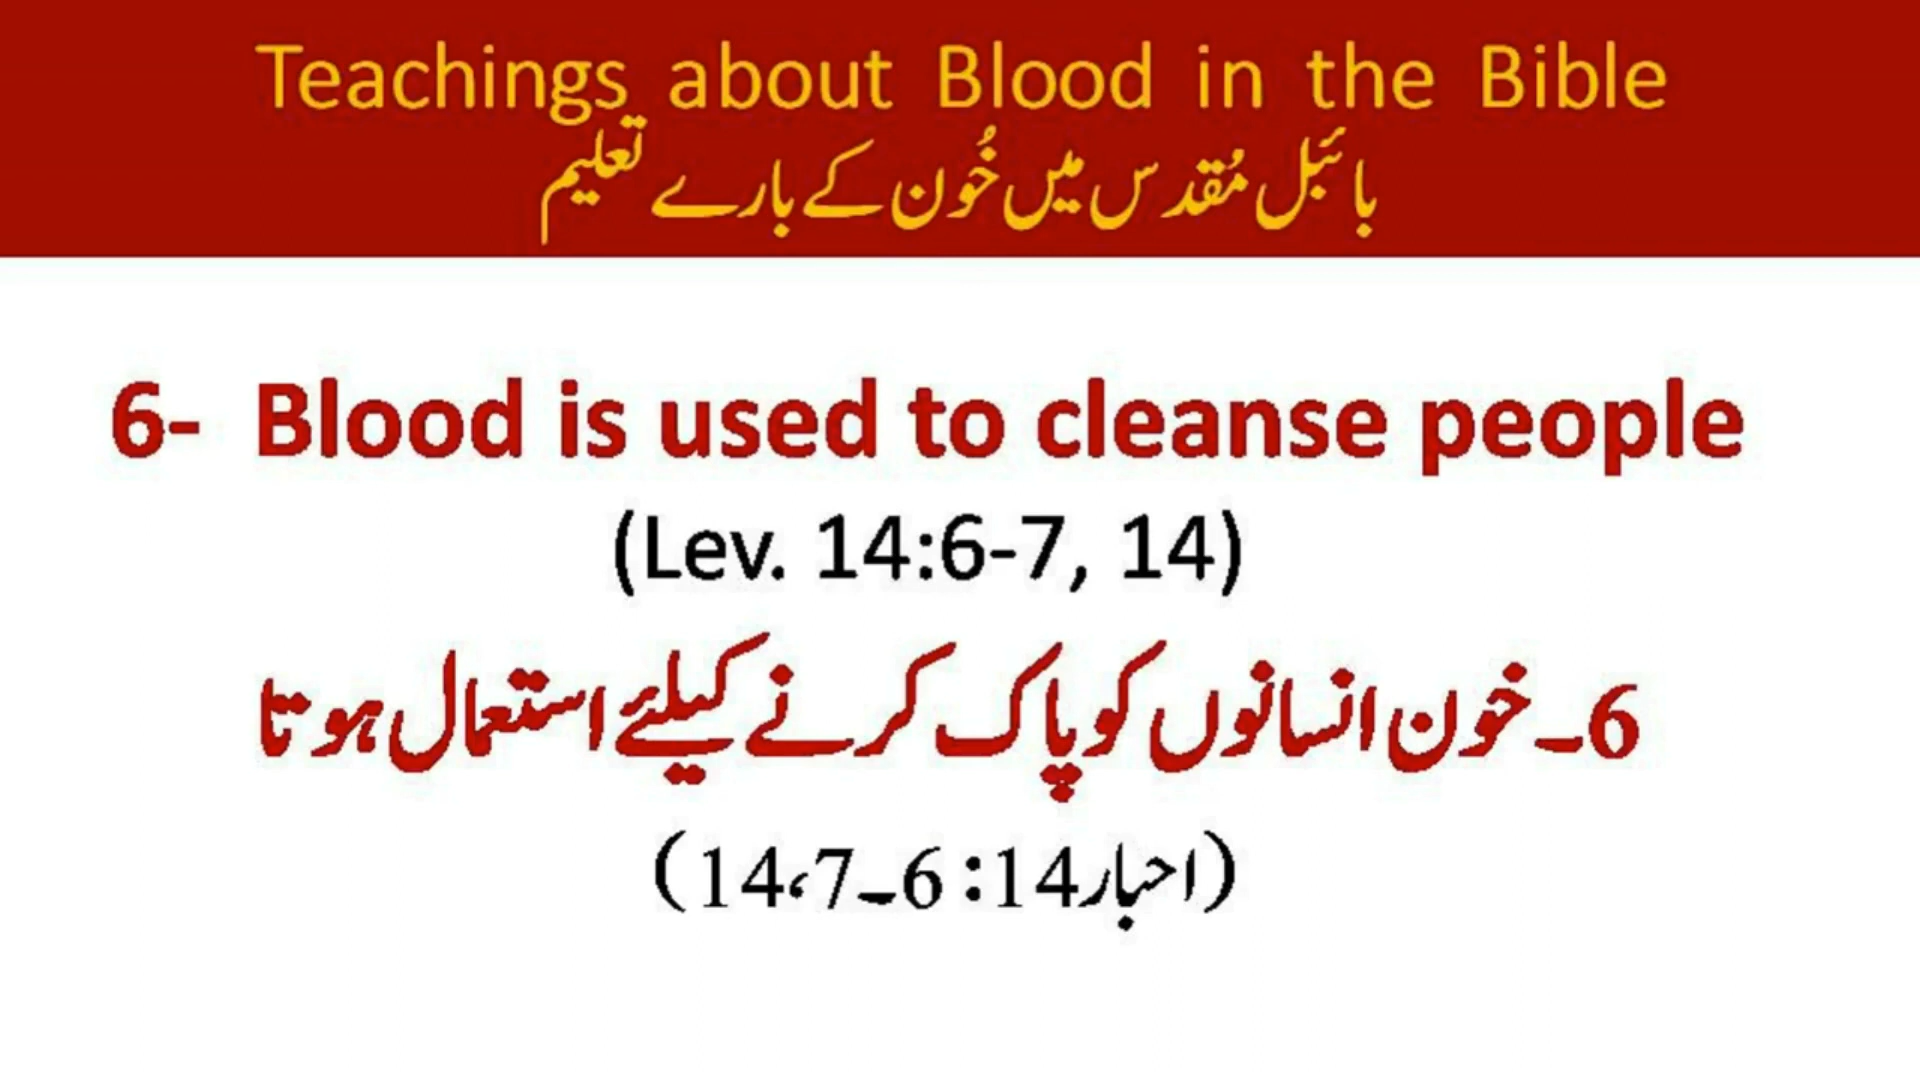 Teachings about Blood in the Bible
بائبل مُقدس میں خُون کے بارے تعلیم
6- Blood is used to cleanse people
(Lev. 14:6-7, 14)
6۔ خون انسانوں کو پاک کرنے کیلئے استعمال ہوتا
(احبار14: 6۔7،14)